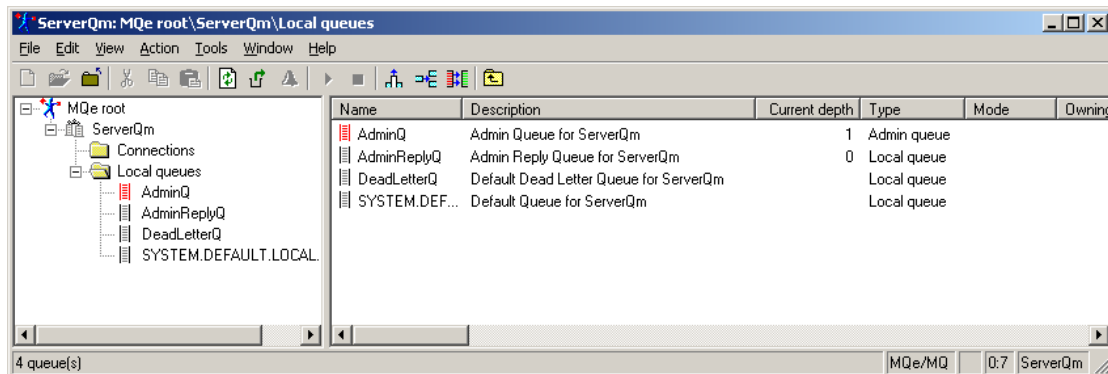 ServerQm: MQe root\ServerQm\Local queues
File Edit View Action Tools Window Help
MQe root
ServerQm
Connections
Local queues
AdminQ
AdminReplyQ
DeadLetterQ
SYSTEM.DEFAULT.LOCAL.
Name Description Current depth Type Mode Owning
AdminQ Admin Queue for ServerQm 1 Admin queue
AdminReplyQ Admin Reply Queue for ServerQm 0 Local queue
DeadLetterQ Default Dead Letter Queue for ServerQm Local queue
SYSTEM.DEF... Default Queue for ServerQm Local queue
4 queue(s) MQe/MQ 0:7 ServerQm